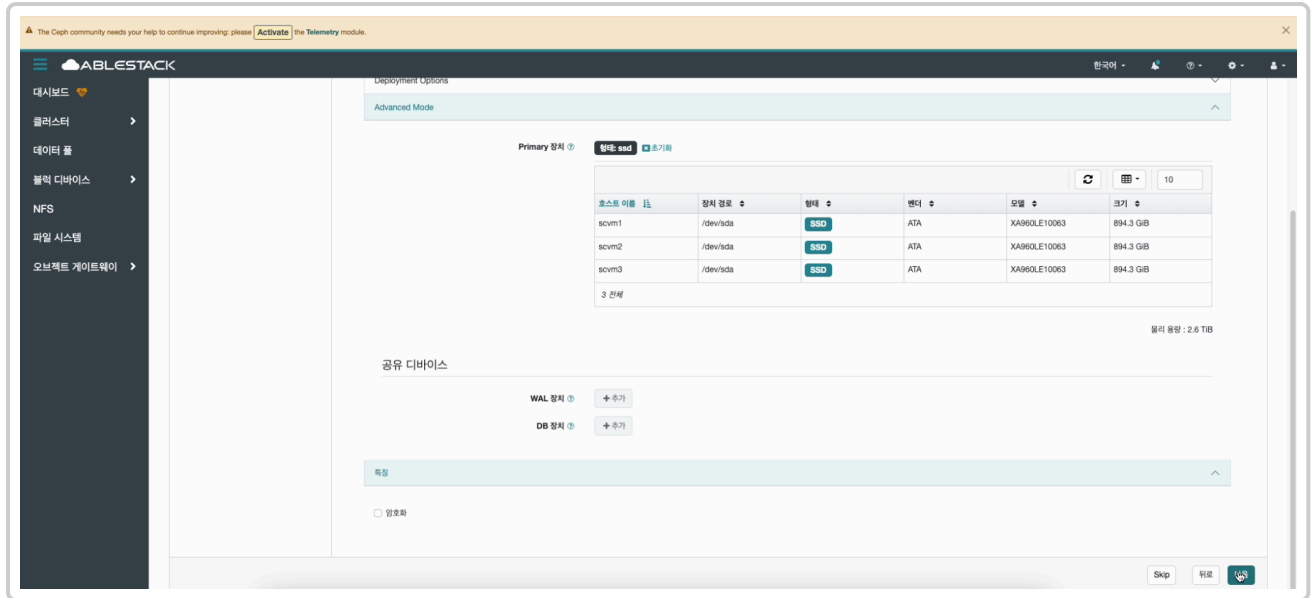 The Ceph community needs your help to continue improving: please Activate the Telemetry module.
ABLESTACK
한국어
대시보드
클러스터
데이터 풀
블럭 디바이스
NFS
파일 시스템
오브젝트 게이트웨이
Deployment Options
Advanced Mode
Primary 장치
형태: ssd 초기화
10
호스트 이름 장치 경로 형태 벤더 모델 크기
scvm1 /dev/sda SSD ATA XA960LE10063 894.3 GiB
scvm2 /dev/sda SSD ATA XA960LE10063 894.3 GiB
scvm3 /dev/sda SSD ATA XA960LE10063 894.3 GiB
3 전체
물리 용량 : 2.6 TiB
공유 디바이스
WAL 장치 + 추가
DB 장치 + 추가
특징
암호화
Skip 뒤로